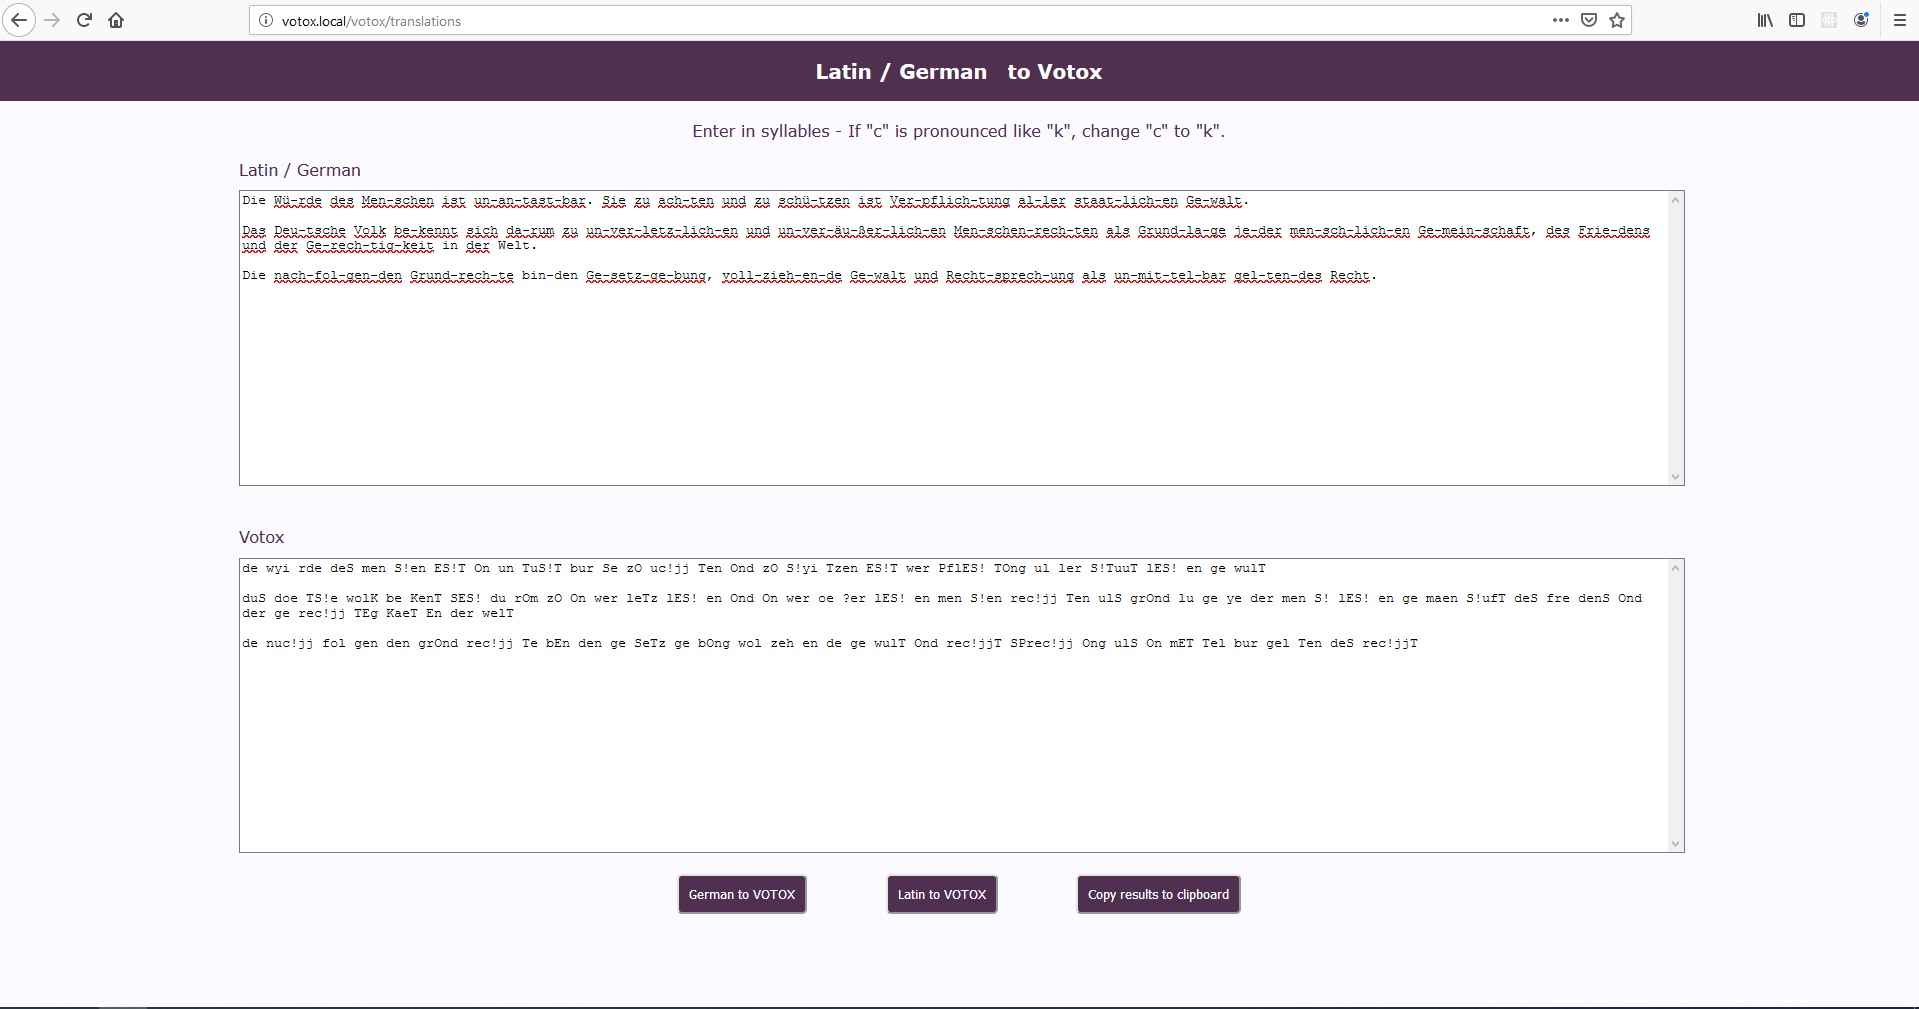 votox.local/votox/translations
Latin / German to Votox
Enter in syllables - If "c" is pronounced like "k", change "c" to "k".
Latin / German
Die Wü-rde des Men-schen ist un-an-tast-bar. Sie zu ach-ten und zu schü-tzen ist Ver-pflich-tung al-ler staat-lich-en Ge-walt.
Das Deu-tsche Volk be-kennt sich da-rum zu un-ver-letz-lich-en und un-ver-äu-ßer-lich-en Men-schen-rech-ten als Grund-la-ge je-der men-sch-lich-en Ge-mein-schaft, des Frie-dens
und der Ge-rech-tig-keit in der Welt.
Die nach-fol-gen-den Grund-rech-te bin-den Ge-setz-ge-bung, voll-zieh-en-de Ge-walt und Recht-sprech-ung als un-mit-tel-bar gel-ten-des Recht.
Votox
de wyi rde deS men S!en ES!T On un TuS!T bur Se zO uc!jj Ten Ond zO S!yi Tzen ES!T wer PflES! TOng ul ler S!TuuT lES! en ge wulT
duS doe TS!e wolK be KenT SES! du rOm zO On wer leTz lES! en Ond On wer oe ?er lES! en men S!en rec!jj Ten ulS grOnd lu ge ye der men S! lES! en ge maen S!ufT deS fre denS Ond
der ge rec!jj TEg KaeT En der welT
de nuc!jj fol gen den grOnd rec!jj Te bEn den ge SeTz ge bOng wol zeh en de ge wulT Ond rec!jjT SPrec!jj Ong ulS On mET Tel bur gel Ten deS rec!jjT
German to VOTOX
Latin to VOTOX
Copy results to clipboard